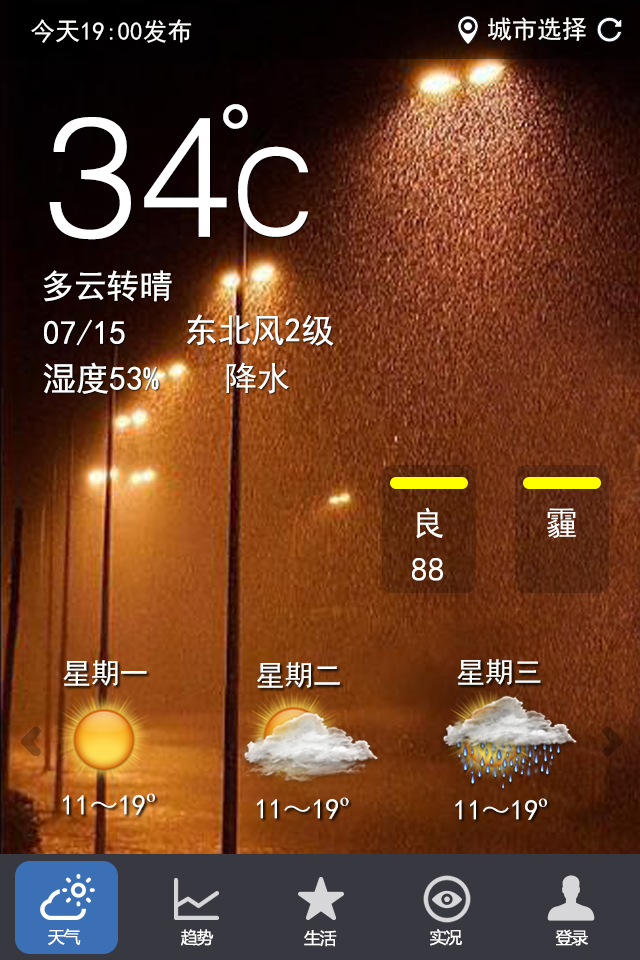 今天19:00发布 城市选择
34°C
多云转晴
07/15 东北风2级
湿度53% 降水
良 霾
88
星期一 星期二 星期三
11～19° 11～19° 11～19°
天气 趋势 生活 实况 登录